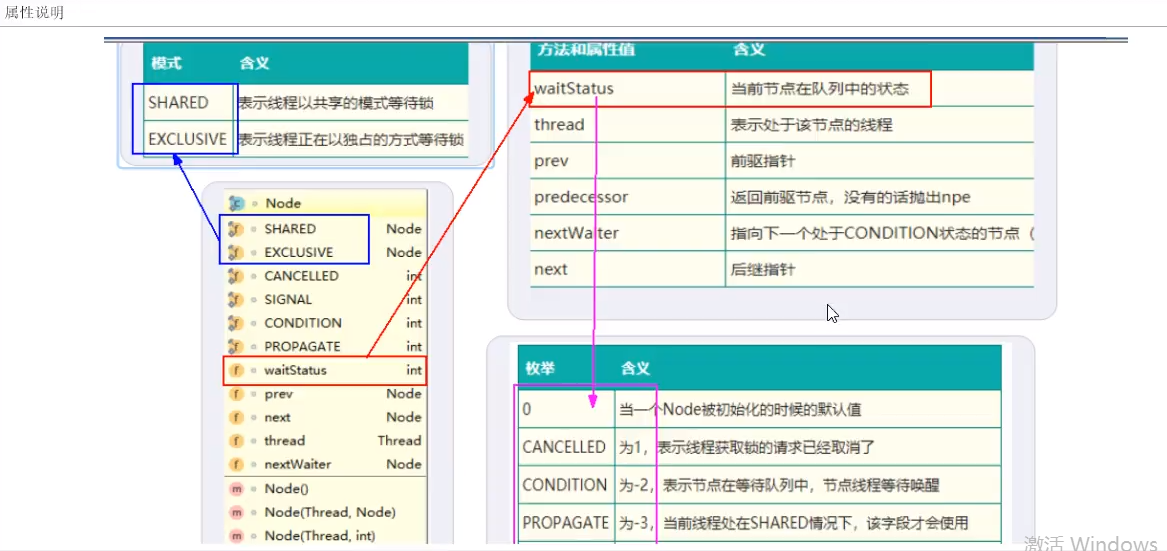 属性说明
模式 含义
SHARED 表示线程以共享的模式等待锁
EXCLUSIVE 表示线程正在以独占的方式等待锁
方法和属性值 含义
waitStatus 当前节点在队列中的状态
thread 表示处于该节点的线程
prev 前驱指针
predecessor 返回前驱节点，没有的话抛出npe
nextWaiter 指向下一个处于CONDITION状态的节点（
next 后继指针
Node
SHARED Node
EXCLUSIVE Node
CANCELLED int
SIGNAL int
CONDITION int
PROPAGATE int
waitStatus int
prev Node
next Node
thread Thread
nextWaiter Node
Node()
Node(Thread, Node)
Node(Thread, int)
枚举 含义
0 当一个Node被初始化的时候的默认值
CANCELLED 为1，表示线程获取锁的请求已经取消了
CONDITION 为-2，表示节点在等待队列中，节点线程等待唤醒
PROPAGATE 为-3，当前线程处在SHARED情况下，该字段才会使用
激活 Windows